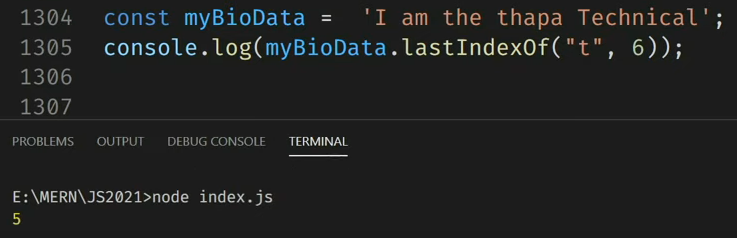 1304 const myBioData =  'I am the thapa Technical';
1305 console.log(myBioData.lastIndexOf("t", 6));
1306
1307
PROBLEMS OUTPUT DEBUG CONSOLE TERMINAL
E:\MERN\JS2021>node index.js
5